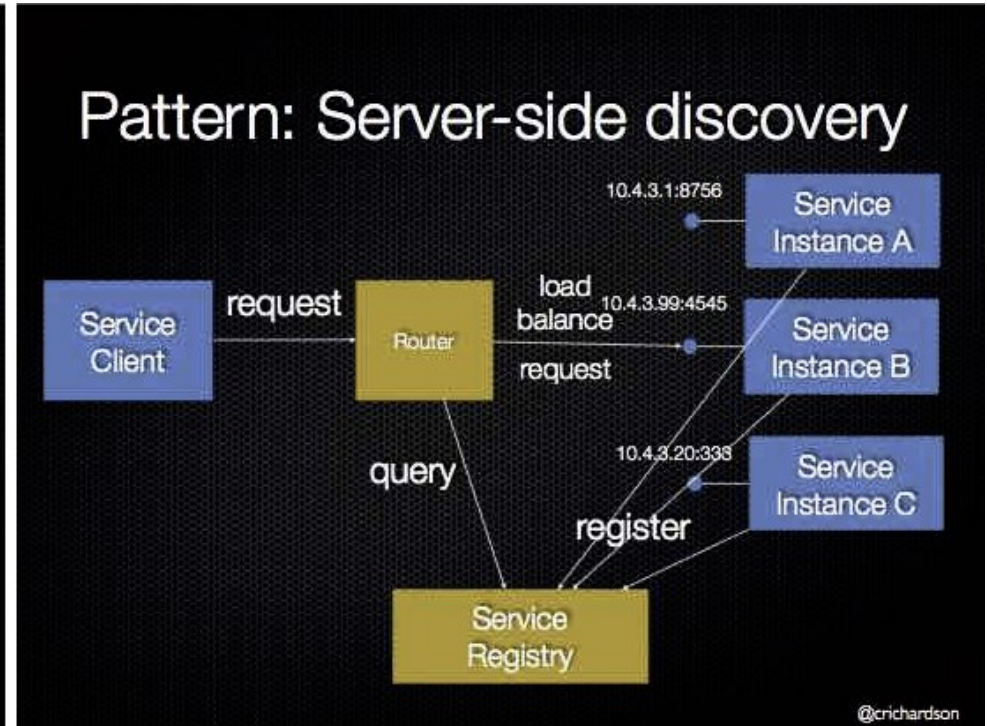 Pattern: Server-side discovery
10.4.3.1:8756
Service
Instance A
request
load
balance
10.4.3.99:4545
Service
Client
Router
request
Service
Instance B
query
10.4.3.20:333
Service
Instance C
register
Service
Registry
@crichardson